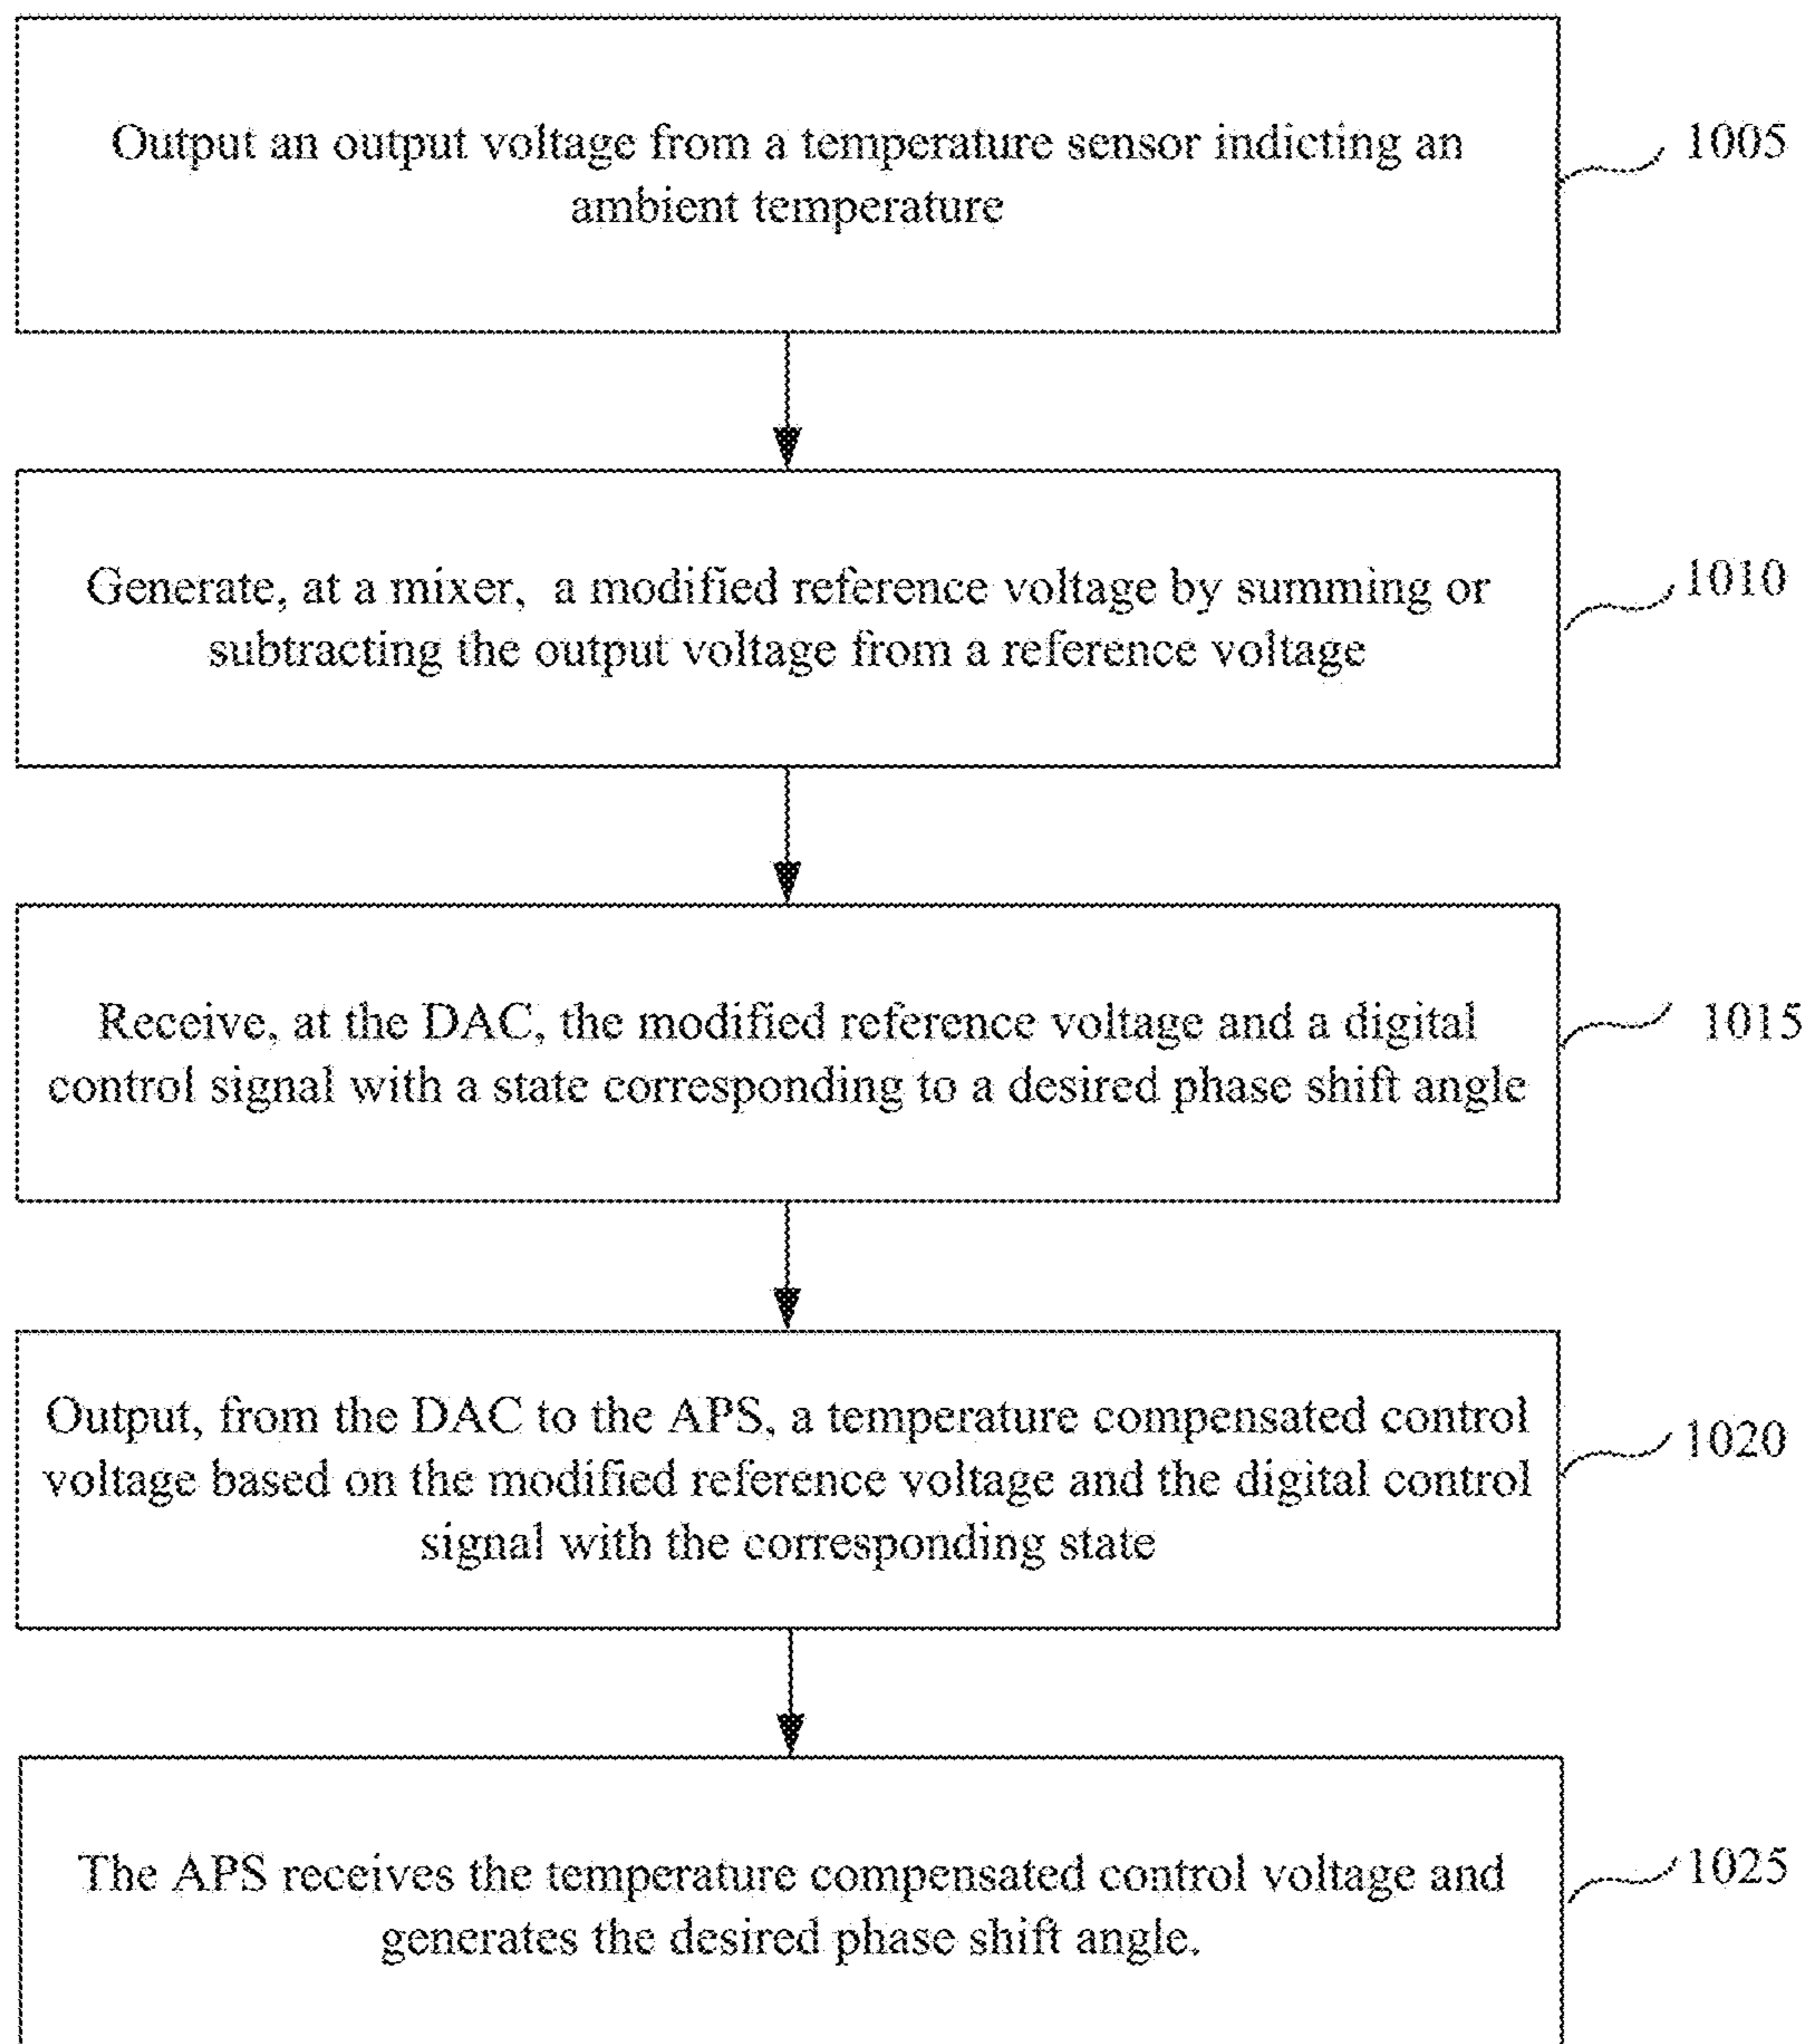 Output an output voltage from a temperature sensor indicting an
ambient temperature
1005
Generate, at a mixer, a modified reference voltage by summing or
subtracting the output voltage from a reference voltage
1010
Receive, at the DAC, the modified reference voltage and a digital
control signal with a state corresponding to a desired phase shift angle
1015
Output, from the DAC to the APS, a temperature compensated control
voltage based on the modified reference voltage and the digital control
signal with the corresponding state
1020
The APS receives the temperature compensated control voltage and
generates the desired phase shift angle.
1025